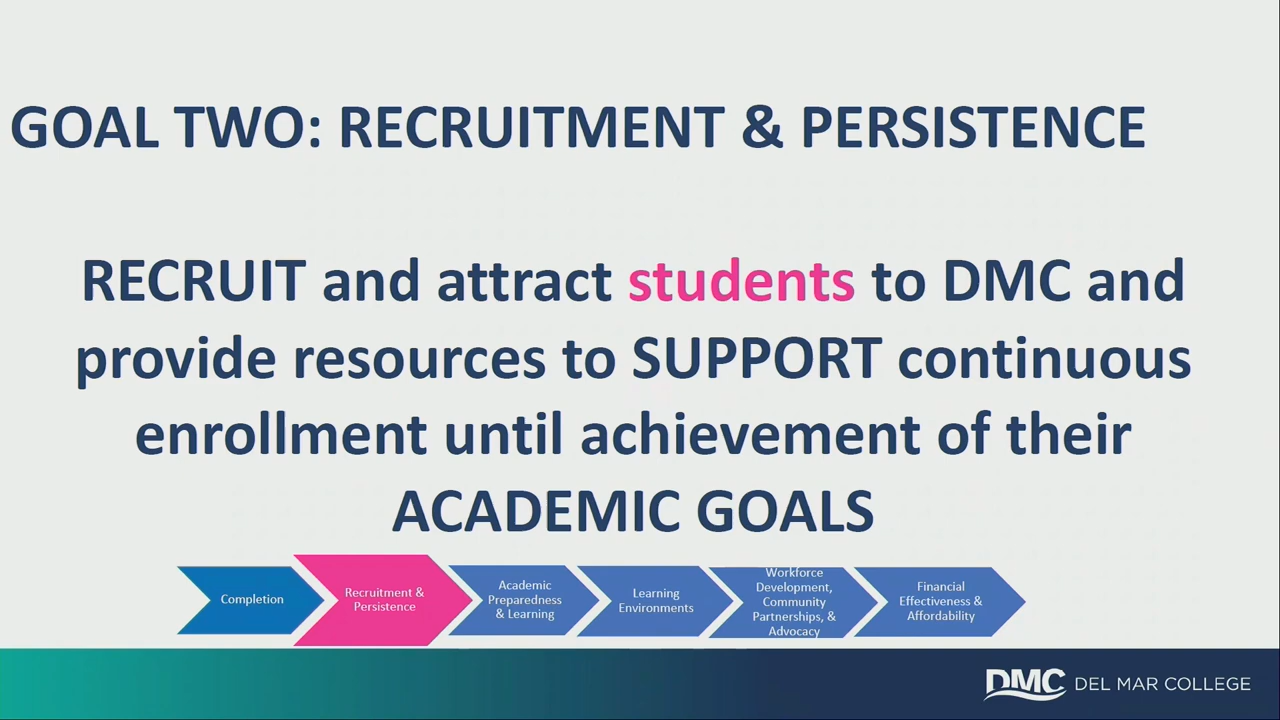 GOAL TWO: RECRUITMENT & PERSISTENCE
RECRUIT and attract students to DMC and
provide resources to SUPPORT continuous
enrollment until achievement of their
ACADEMIC GOALS
Completion
Recruitment &
Persistence
Academic
Preparedness
& Learning
Learning
Environments
Workforce
Development,
Community
Partnerships, &
Advocacy
Financial
Effectiveness &
Affordability
DMC DEL MAR COLLEGE